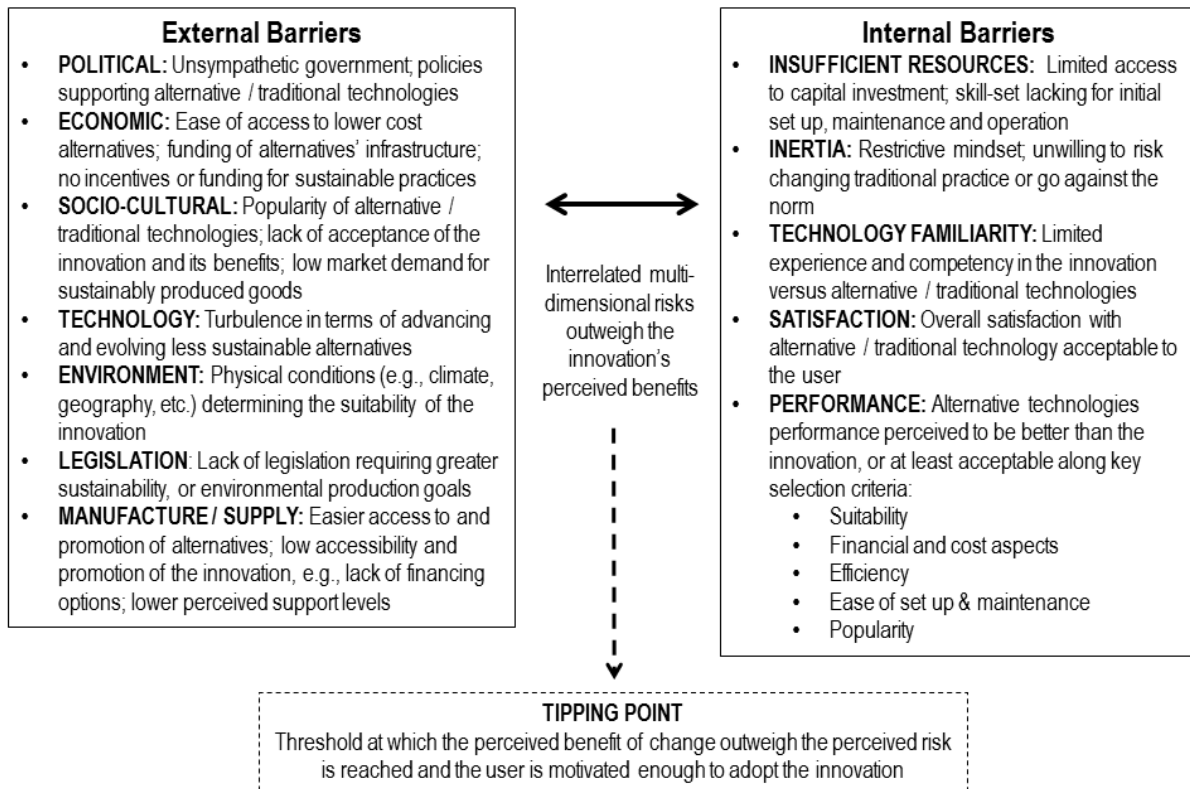 External Barriers
• POLITICAL: Unsympathetic government; policies
supporting alternative / traditional technologies
• ECONOMIC: Ease of access to lower cost
alternatives; funding of alternatives' infrastructure;
no incentives or funding for sustainable practices
• SOCIO-CULTURAL: Popularity of alternative /
traditional technologies; lack of acceptance of the
innovation and its benefits; low market demand for
sustainably produced goods
• TECHNOLOGY: Turbulence in terms of advancing
and evolving less sustainable alternatives
• ENVIRONMENT: Physical conditions (e.g., climate,
geography, etc.) determining the suitability of the
innovation
• LEGISLATION: Lack of legislation requiring greater
sustainability, or environmental production goals
• MANUFACTURE / SUPPLY: Easier access to and
promotion of alternatives; low accessibility and
promotion of the innovation, e.g., lack of financing
options; lower perceived support levels
Interrelated multi-
dimensional risks
outweigh the
innovation's
perceived benefits
Internal Barriers
• INSUFFICIENT RESOURCES: Limited access
to capital investment; skill-set lacking for initial
set up, maintenance and operation
• INERTIA: Restrictive mindset; unwilling to risk
changing traditional practice or go against the
norm
• TECHNOLOGY FAMILIARITY: Limited
experience and competency in the innovation
versus alternative / traditional technologies
• SATISFACTION: Overall satisfaction with
alternative / traditional technology acceptable to
the user
• PERFORMANCE: Alternative technologies
performance perceived to be better than the
innovation, or at least acceptable along key
selection criteria:
• Suitability
• Financial and cost aspects
• Efficiency
• Ease of set up & maintenance
• Popularity
TIPPING POINT
Threshold at which the perceived benefit of change outweigh the perceived risk
is reached and the user is motivated enough to adopt the innovation